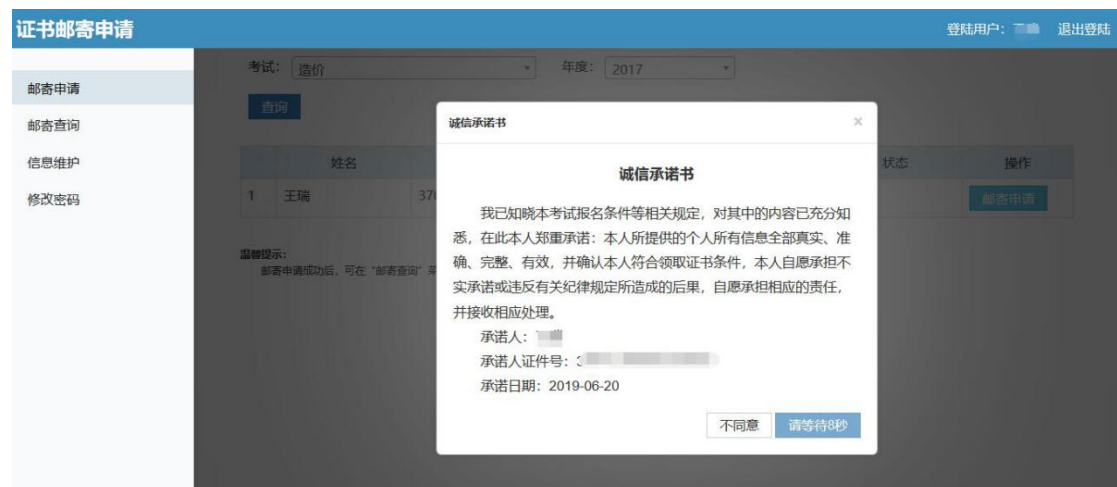 证书邮寄申请
登陆用户： 退出登陆
邮寄申请
邮寄查询
信息维护
修改密码
考试： 造价 年度： 2017
查询
姓名 状态 操作
1 王瑞 370 邮寄申请
温馨提示：
邮寄申请成功后，可在“邮寄查询”菜
诚信承诺书 ×
诚信承诺书
我已知晓本考试报名条件等相关规定，对其中的内容已充分知
悉，在此本人郑重承诺：本人所提供的个人所有信息全部真实、准
确、完整、有效，并确认本人符合领取证书条件，本人自愿承担不
实承诺或违反有关纪律规定所造成的后果，自愿承担相应的责任，
并接收相应处理。
承诺人：
承诺人证件号：
承诺日期：2019-06-20
不同意 请等待8秒